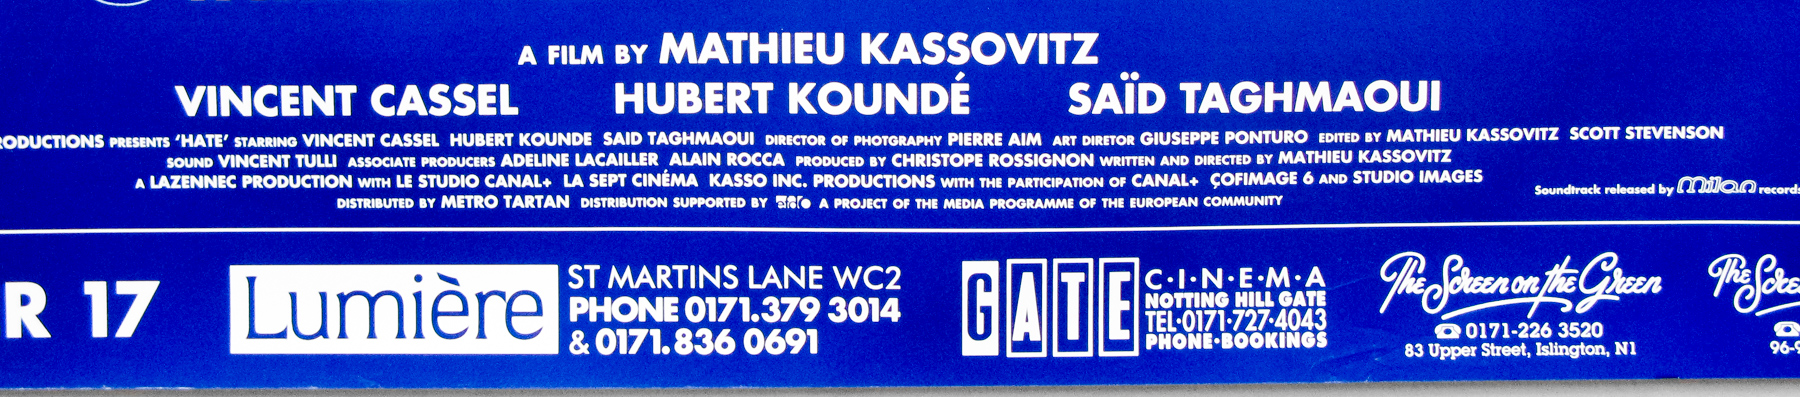 A FILM BY MATHIEU KASSOVITZ
VINCENT CASSEL HUBERT KOUNDÉ SAÏD TAGHMAOUI
RODUCTIONS PRESENTS ‘HATE’ STARRING VINCENT CASSEL HUBERT KOUNDE SAID TAGHMAOUI DIRECTOR OF PHOTGRAPHY PIERRE AIM ART DIRETOR GIUSEPPE PONTURO EDITED BY MATHIEU KASSOVITZ SCOTT STEVENSON
SOUND VINCENT TULLI ASSOCIATE PRODUCERS ADELINE LACAILLER ALAIN ROCCA PRODUCED BY CHRISTOPE ROSSIGNON WRITTEN AND DIRECTED BY MATHIEU KASSOVITZ
A LAZENNEC PRODUCTION WITH LE STUDIO CANAL+ LA SEPT CINÉMA KASSO INC. PRODUCTIONS WITH THE PARTICIPATION OF CANAL+ ÇOFIMAGE 6 AND STUDIO IMAGES
Soundtrack released by milan records
DISTRIBUTED BY METRO TARTAN DISTRIBUTION SUPPORTED BY A PROJECT OF THE MEDIA PROGRAMME OF THE EUROPEAN COMMUNITY
R 17
Lumière
ST MARTINS LANE WC2
PHONE 0171.379 3014
& 0171.836 0691
GATE
C·I·N·E·M·A
NOTTING HILL GATE
TEL·0171·727·4043
PHONE·BOOKINGS
The Screen on the Green
0171-226 3520
83 Upper Street, Islington, N1
The Scree
96-9